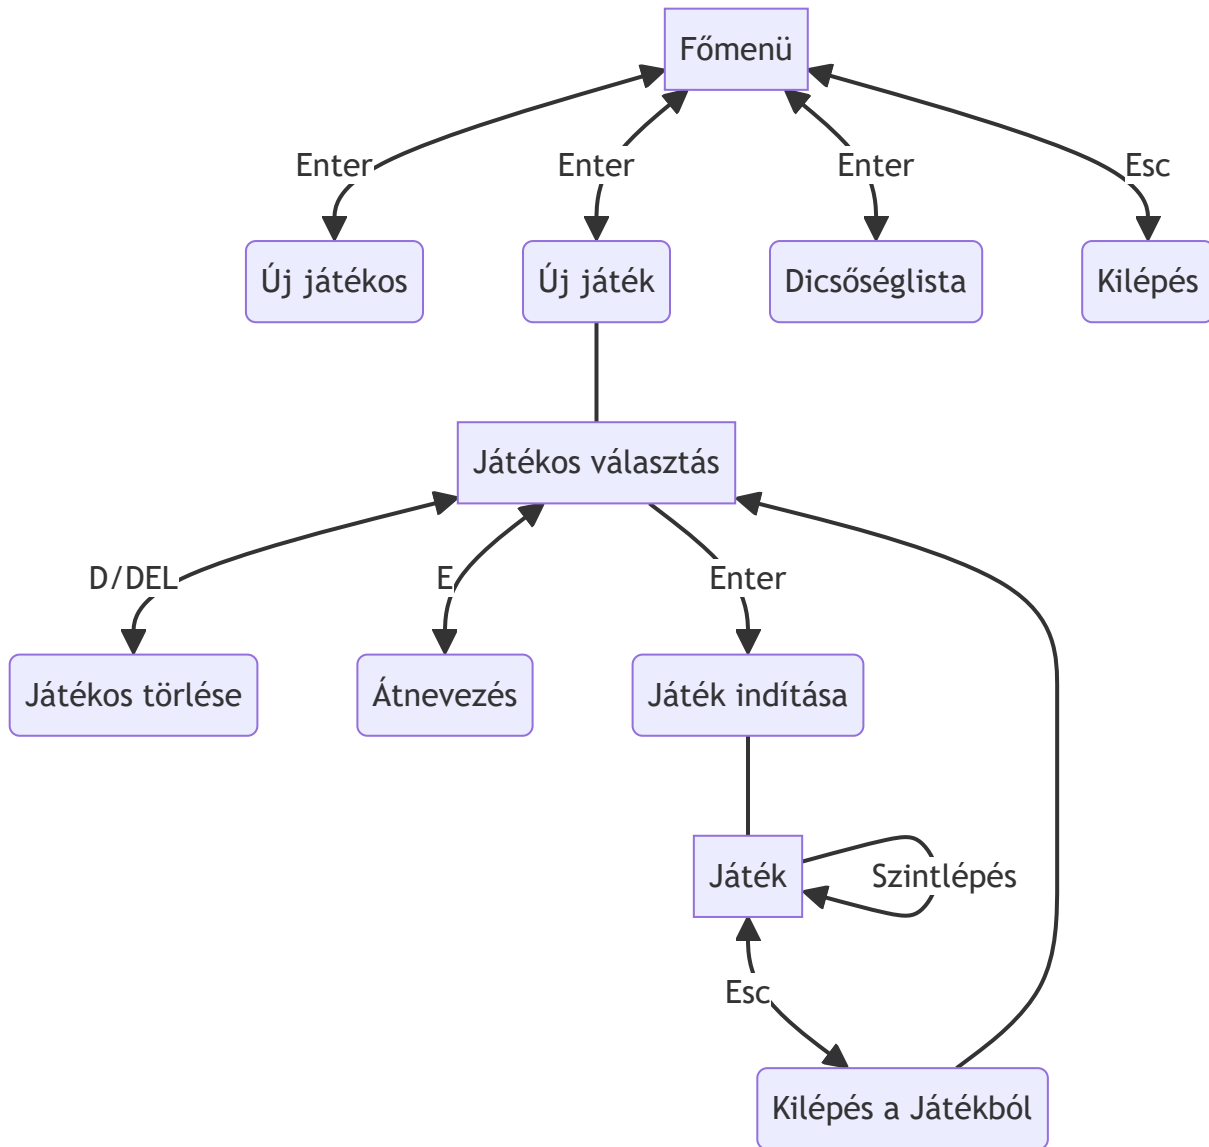 Főmenü
Enter
Enter
Enter
Esc
Új játékos
Új játék
Dicsőséglista
Kilépés
Játékos választás
D/DEL
E
Enter
Játékos törlése
Átnevezés
Játék indítása
Játék
Szintlépés
Esc
Kilépés a Játékból